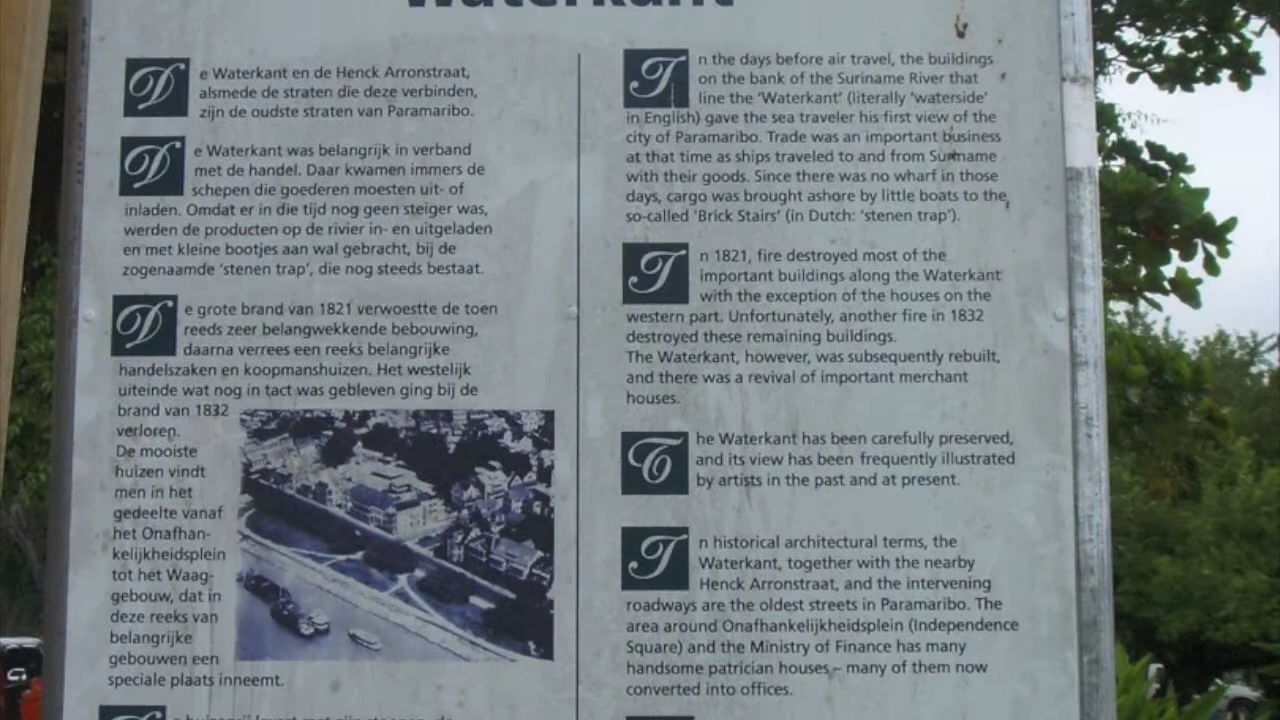 Waterkant
De Waterkant en de Henck Arronstraat,
alsmede de straten die deze verbinden,
zijn de oudste straten van Paramaribo.
De Waterkant was belangrijk in verband
met de handel. Daar kwamen immers de
schepen die goederen moesten uit- of
inladen. Omdat er in die tijd nog geen steiger was,
werden de producten op de rivier in- en uitgeladen
en met kleine bootjes aan wal gebracht, bij de
zogenaamde 'stenen trap', die nog steeds bestaat.
De grote brand van 1821 verwoestte de toen
reeds zeer belangwekkende bebouwing,
daarna verrees een reeks belangrijke
handelszaken en koopmanshuizen. Het westelijk
uiteinde wat nog in tact was gebleven ging bij de
brand van 1832
verloren.
De mooiste
huizen vindt
men in het
gedeelte vanaf
het Onafhan-
kelijkheidsplein
tot het Waag-
gebouw, dat in
deze reeks van
belangrijke
gebouwen een
speciale plaats inneemt.
In the days before air travel, the buildings
on the bank of the Suriname River that
line the 'Waterkant' (literally 'waterside'
in English) gave the sea traveler his first view of the
city of Paramaribo. Trade was an important business
at that time as ships traveled to and from Suriname
with their goods. Since there was no wharf in those
days, cargo was brought ashore by little boats to the
so-called 'Brick Stairs' (in Dutch: 'stenen trap').
In 1821, fire destroyed most of the
important buildings along the Waterkant
with the exception of the houses on the
western part. Unfortunately, another fire in 1832
destroyed these remaining buildings.
The Waterkant, however, was subsequently rebuilt,
and there was a revival of important merchant
houses.
The Waterkant has been carefully preserved,
and its view has been frequently illustrated
by artists in the past and at present.
In historical architectural terms, the
Waterkant, together with the nearby
Henck Arronstraat, and the intervening
roadways are the oldest streets in Paramaribo. The
area around Onafhankelijkheidsplein (Independence
Square) and the Ministry of Finance has many
handsome patrician houses – many of them now
converted into offices.